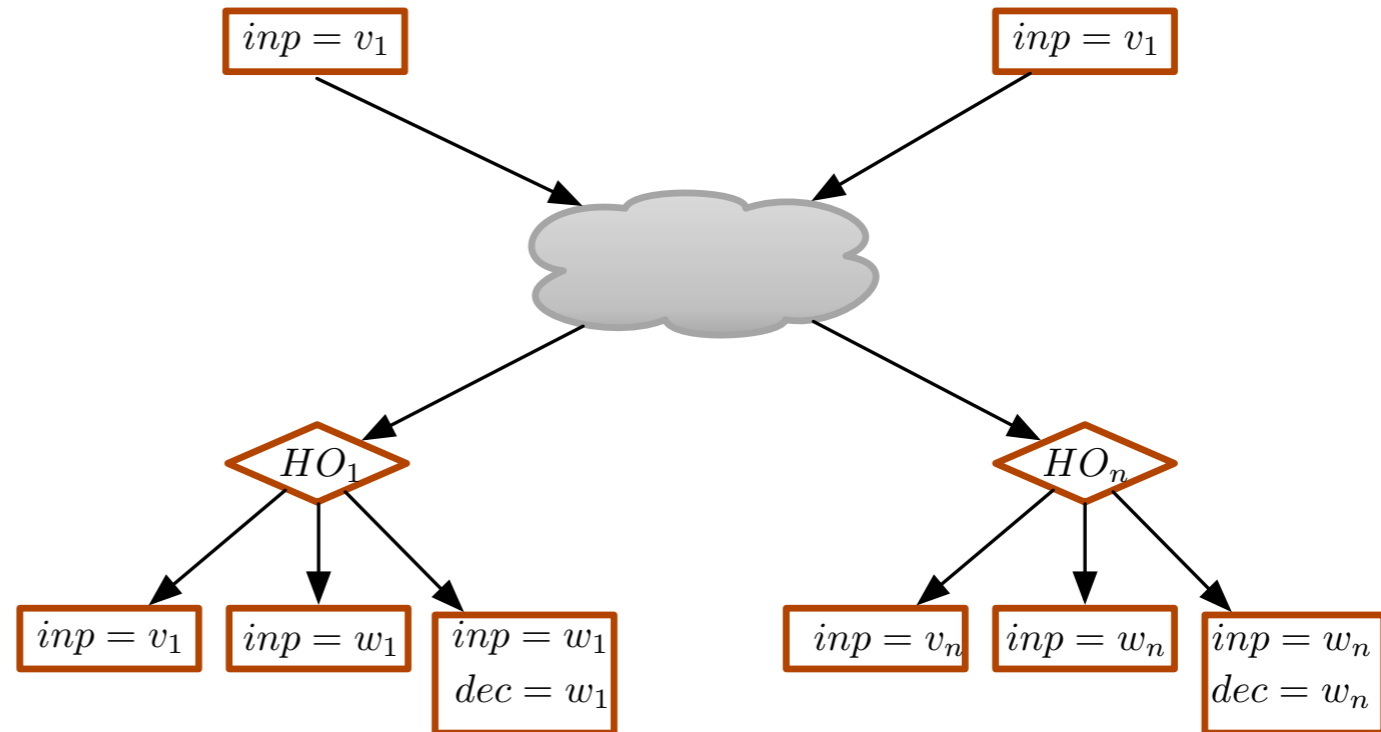 inp = v₁
inp = v₁
HO₁
HOₙ
inp = v₁
inp = w₁
inp = w₁
dec = w₁
inp = vₙ
inp = wₙ
inp = wₙ
dec = wₙ